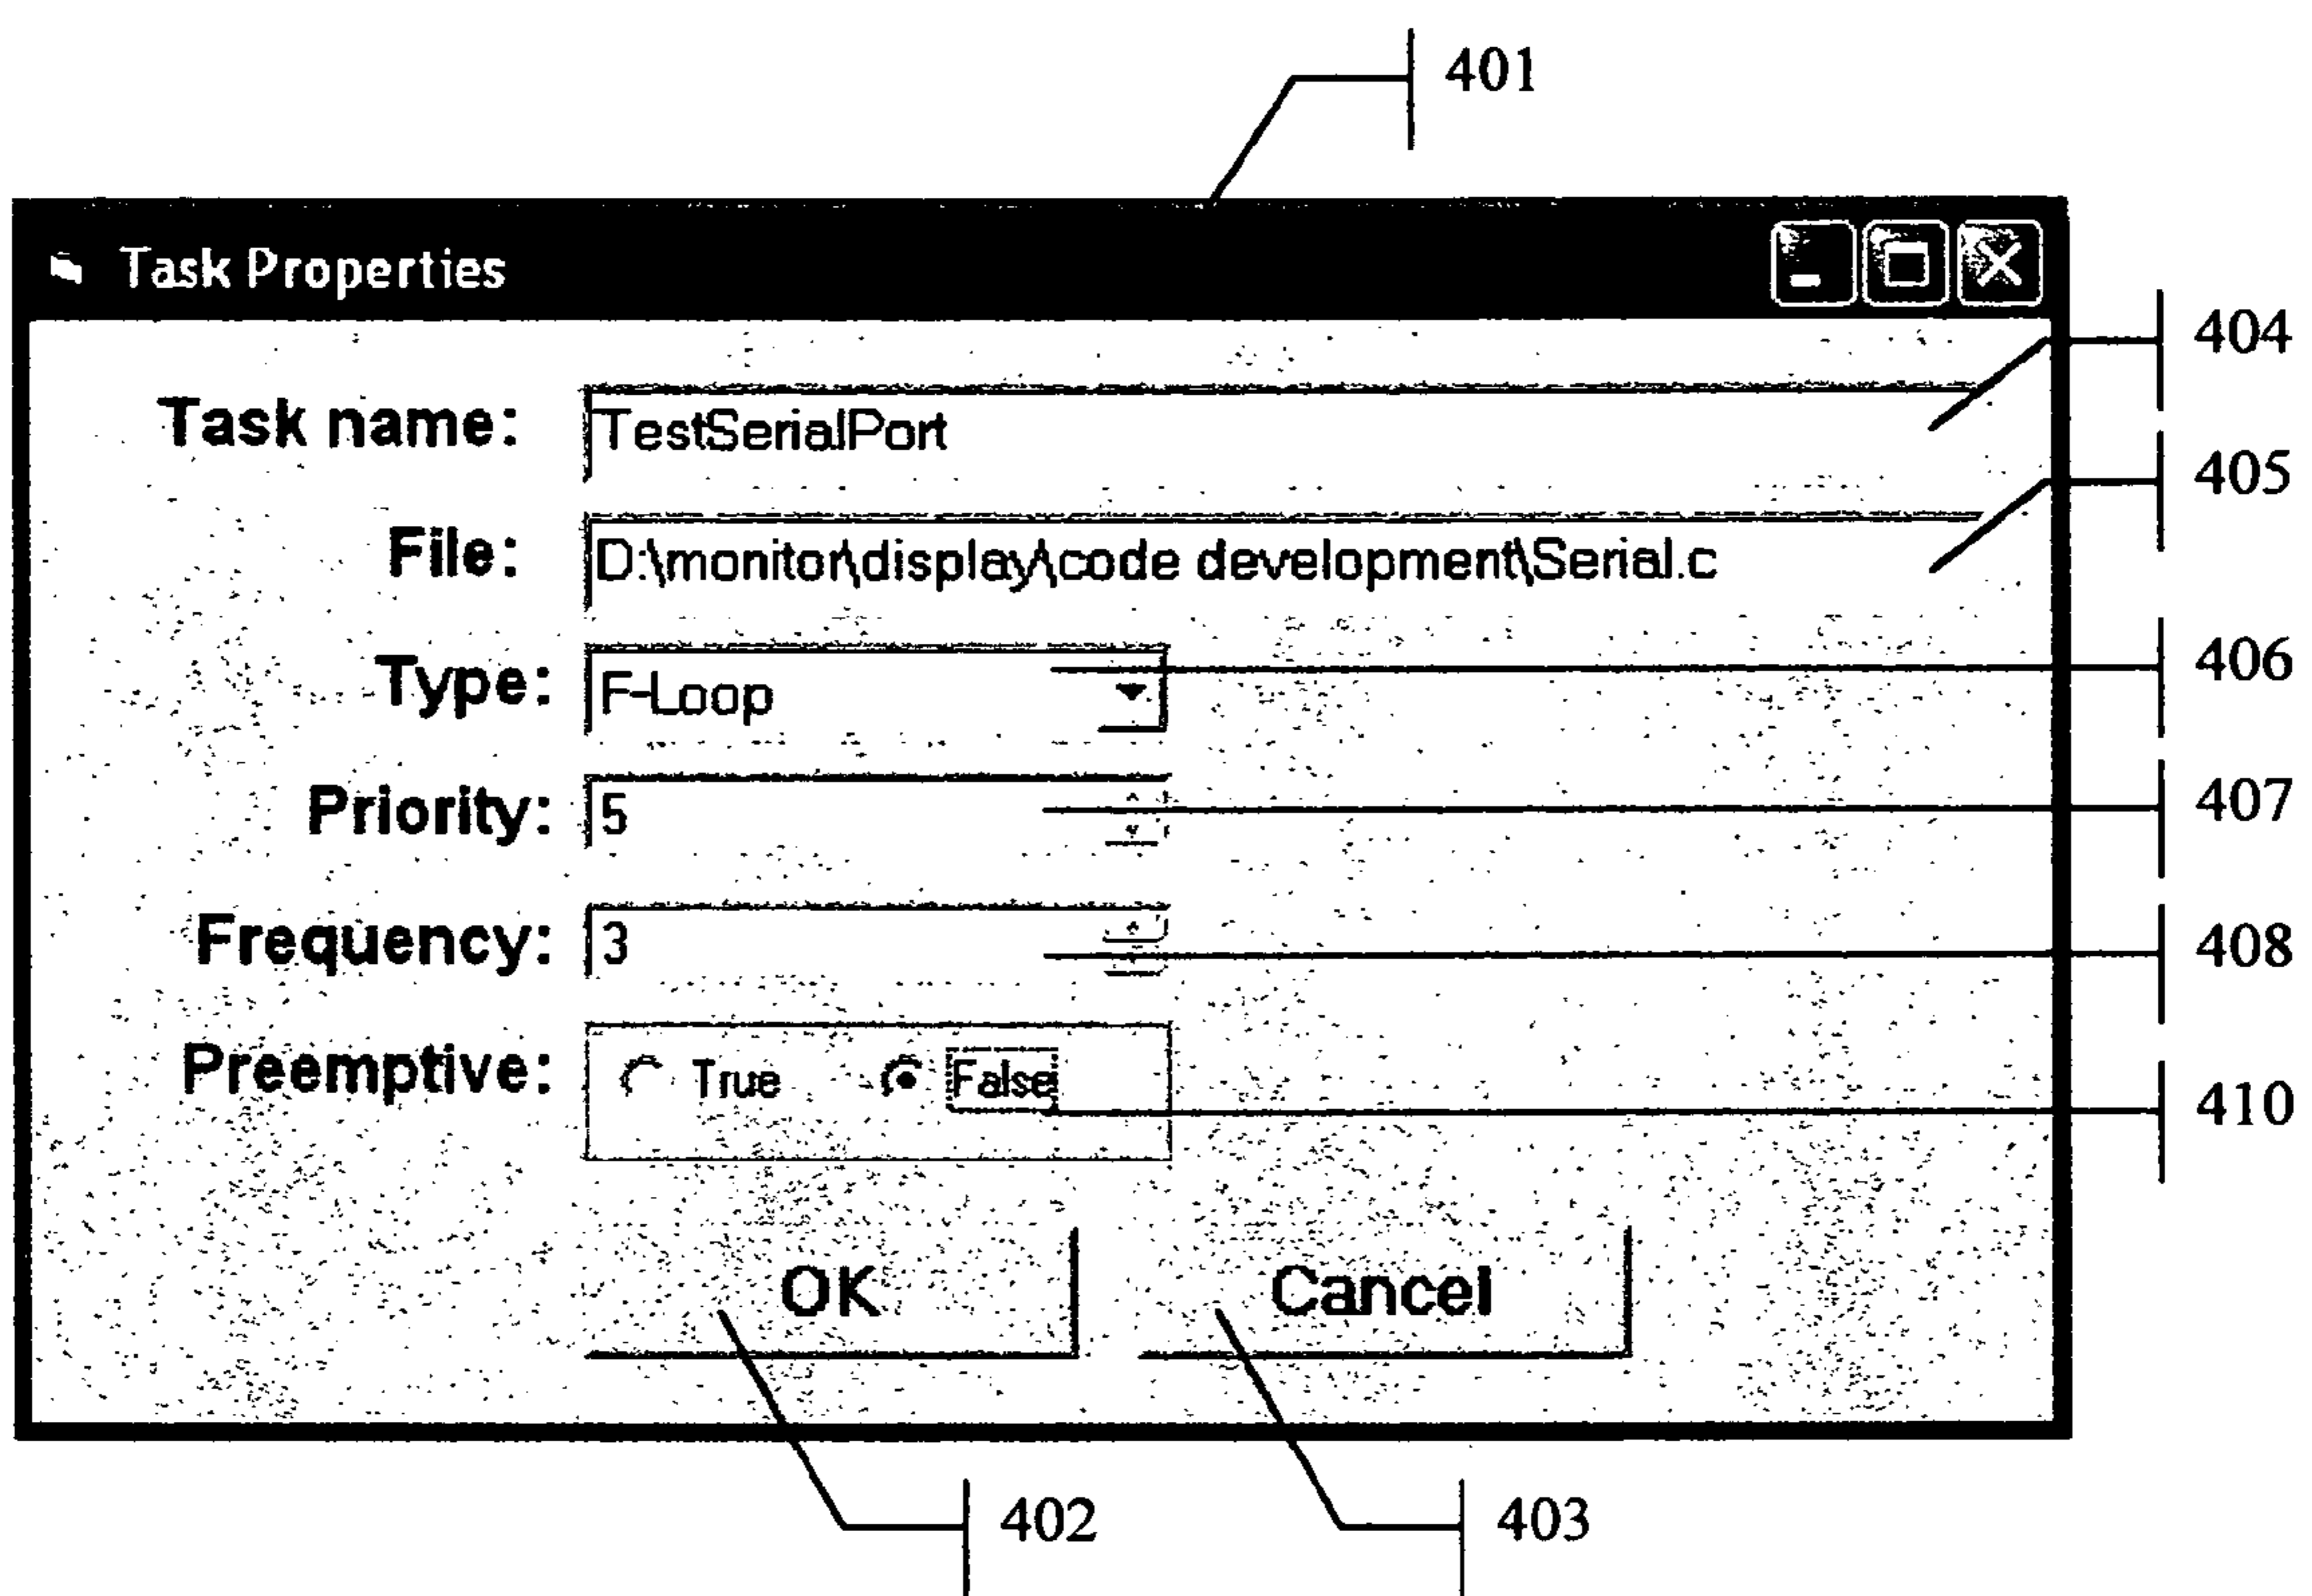 401
Task Properties
404
Task name: TestSerialPort
405
File: D:\monitor\display\code development\Serial.c
406
Type: F-Loop
407
Priority: 5
408
Frequency: 3
Preemptive: True False
410
OK Cancel
402 403